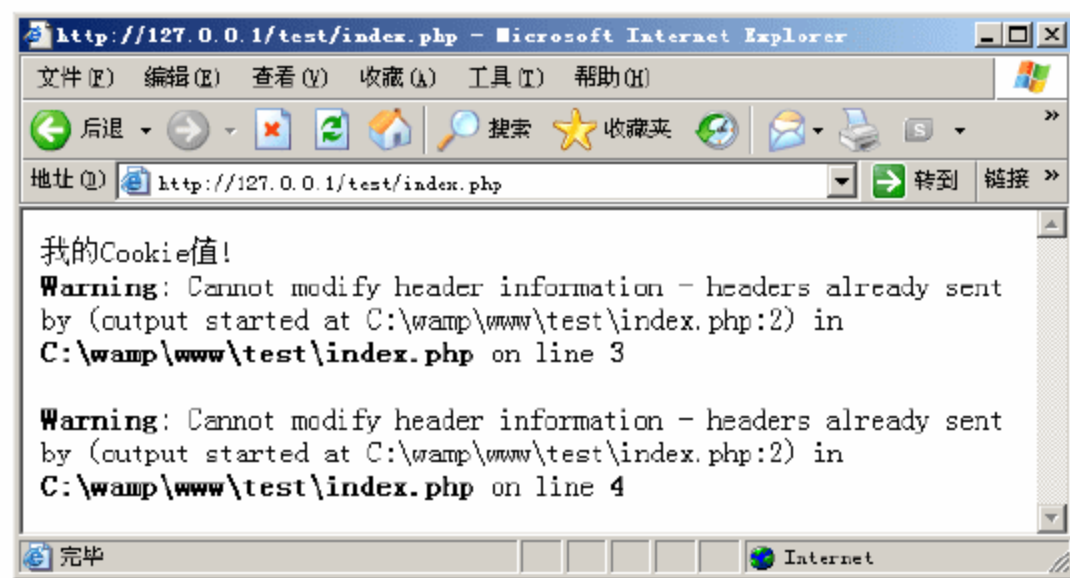 http://127.0.0.1/test/index.php - Microsoft Internet Explorer
文件(F) 编辑(E) 查看(V) 收藏(A) 工具(T) 帮助(H)
后退 搜索 收藏夹 S »
地址(D) http://127.0.0.1/test/index.php 转到 链接 »
我的Cookie值!
Warning: Cannot modify header information - headers already sent
by (output started at C:\wamp\www\test\index.php:2) in
C:\wamp\www\test\index.php on line 3
Warning: Cannot modify header information - headers already sent
by (output started at C:\wamp\www\test\index.php:2) in
C:\wamp\www\test\index.php on line 4
完毕 Internet